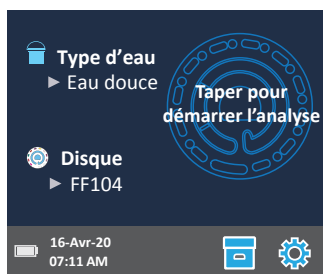 Type d’eau
Eau douce
Taper pour
démarrer l’analyse
Disque
FF104
16-Avr-20
07:11 AM